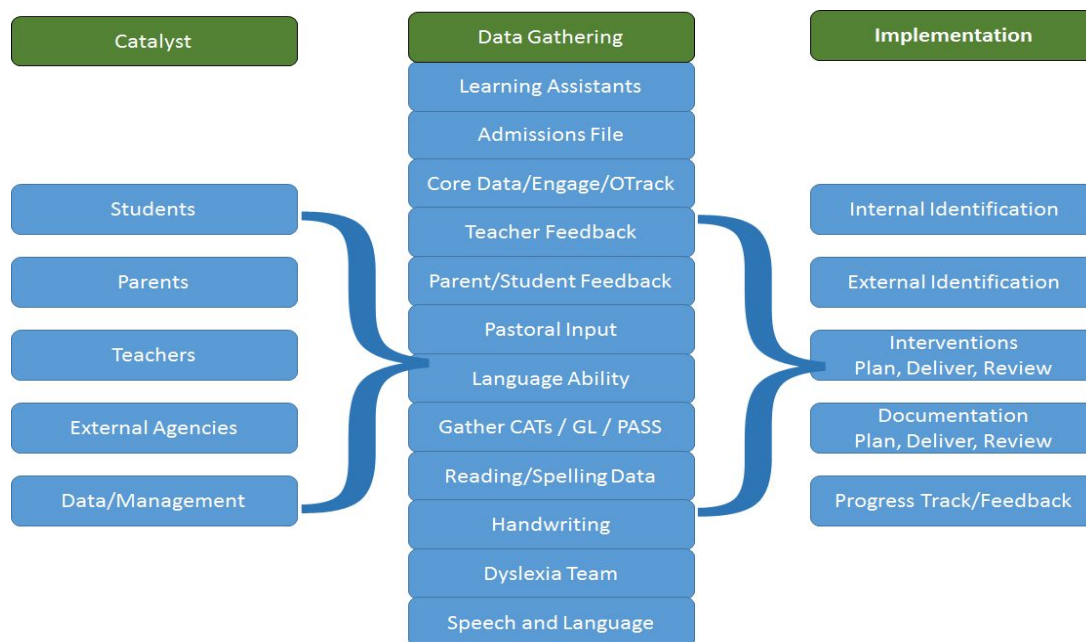 Catalyst
Students
Parents
Teachers
External Agencies
Data/Management
Data Gathering
Learning Assistants
Admissions File
Core Data/Engage/OTrack
Teacher Feedback
Parent/Student Feedback
Pastoral Input
Language Ability
Gather CATs / GL / PASS
Reading/Spelling Data
Handwriting
Dyslexia Team
Speech and Language
Implementation
Internal Identification
External Identification
Interventions
Plan, Deliver, Review
Documentation
Plan, Deliver, Review
Progress Track/Feedback